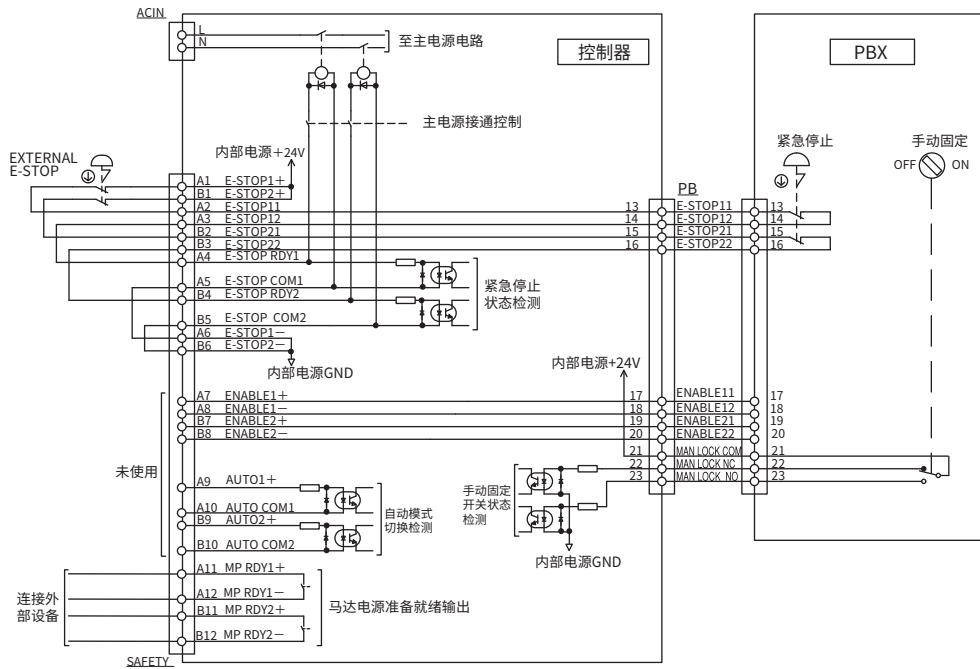 ACIN
L
N
至主电源电路
控制器
PBX
主电源接通控制
内部电源+24V
EXTERNAL
E-STOP
紧急停止
手动固定
OFF
ON
A1 E-STOP1+
B1 E-STOP2+
A2 E-STOP11
A3 E-STOP12
B2 E-STOP21
B3 E-STOP22
A4 E-STOP RDY1
A5 E-STOP COM1
B4 E-STOP RDY2
B5 E-STOP COM2
A6 E-STOP1−
B6 E-STOP2−
内部电源GND
紧急停止
状态检测
PB
13 E-STOP11 13
14 E-STOP12 14
15 E-STOP21 15
16 E-STOP22 16
内部电源+24V
A7 ENABLE1+
A8 ENABLE1−
B7 ENABLE2+
B8 ENABLE2−
17 ENABLE11 17
18 ENABLE12 18
19 ENABLE21 19
20 ENABLE22 20
21 MAN LOCK COM 21
22 MAN LOCK NC 22
23 MAN LOCK NO 23
未使用
A9 AUTO1+
A10 AUTO COM1
B9 AUTO2+
B10 AUTO COM2
自动模式
切换检测
手动固定
开关状态
检测
内部电源GND
A11 MP RDY1+
A12 MP RDY1−
B11 MP RDY2+
B12 MP RDY2−
连接外
部设备
马达电源准备就绪输出
SAFETY